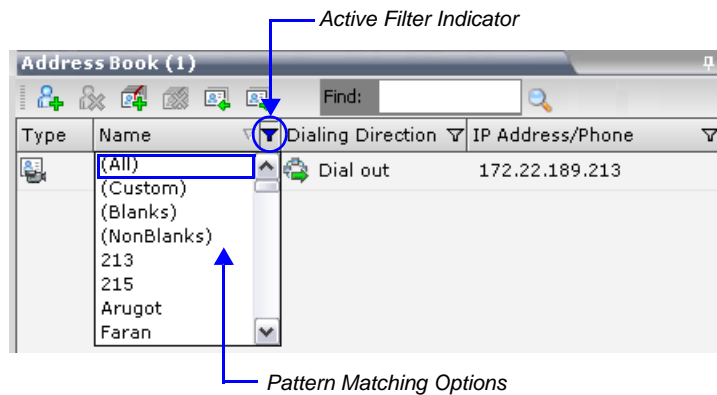 Active Filter Indicator
Address Book (1)
Find:
Type Name Dialing Direction IP Address/Phone
(All)
Dial out 172.22.189.213
(Custom)
(Blanks)
(NonBlanks)
213
215
Arugot
Faran
Pattern Matching Options